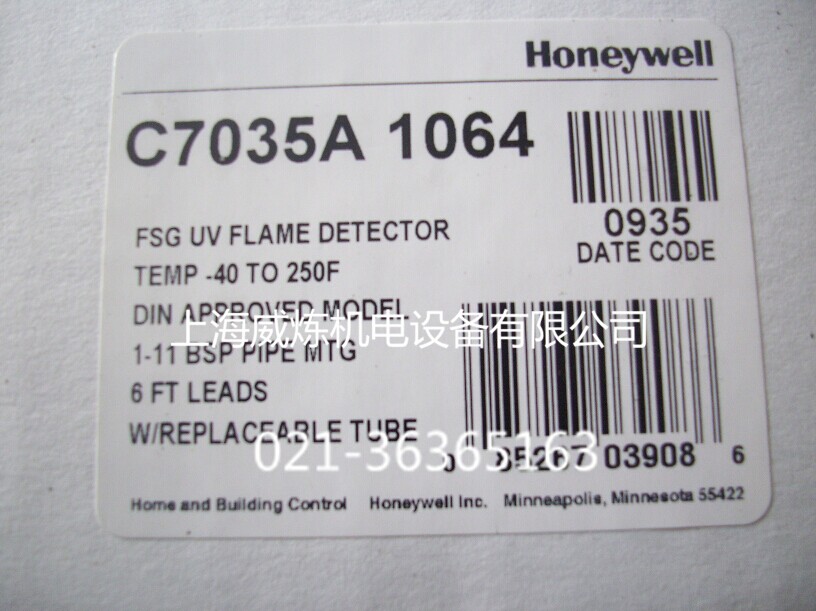 Honeywell
C7035A 1064
0935
DATE CODE
FSG UV FLAME DETECTOR
TEMP -40 TO 250F
DIN APPROVED MODEL
上海威炼机电设备有限公司
1-11 BSP PIPE MTG
6 FT LEADS
W/REPLACEABLE TUBE
021-36365163
0 85267 03908 6
Home and Building Control Honeywell Inc. Minneapolis, Minnesota 55422